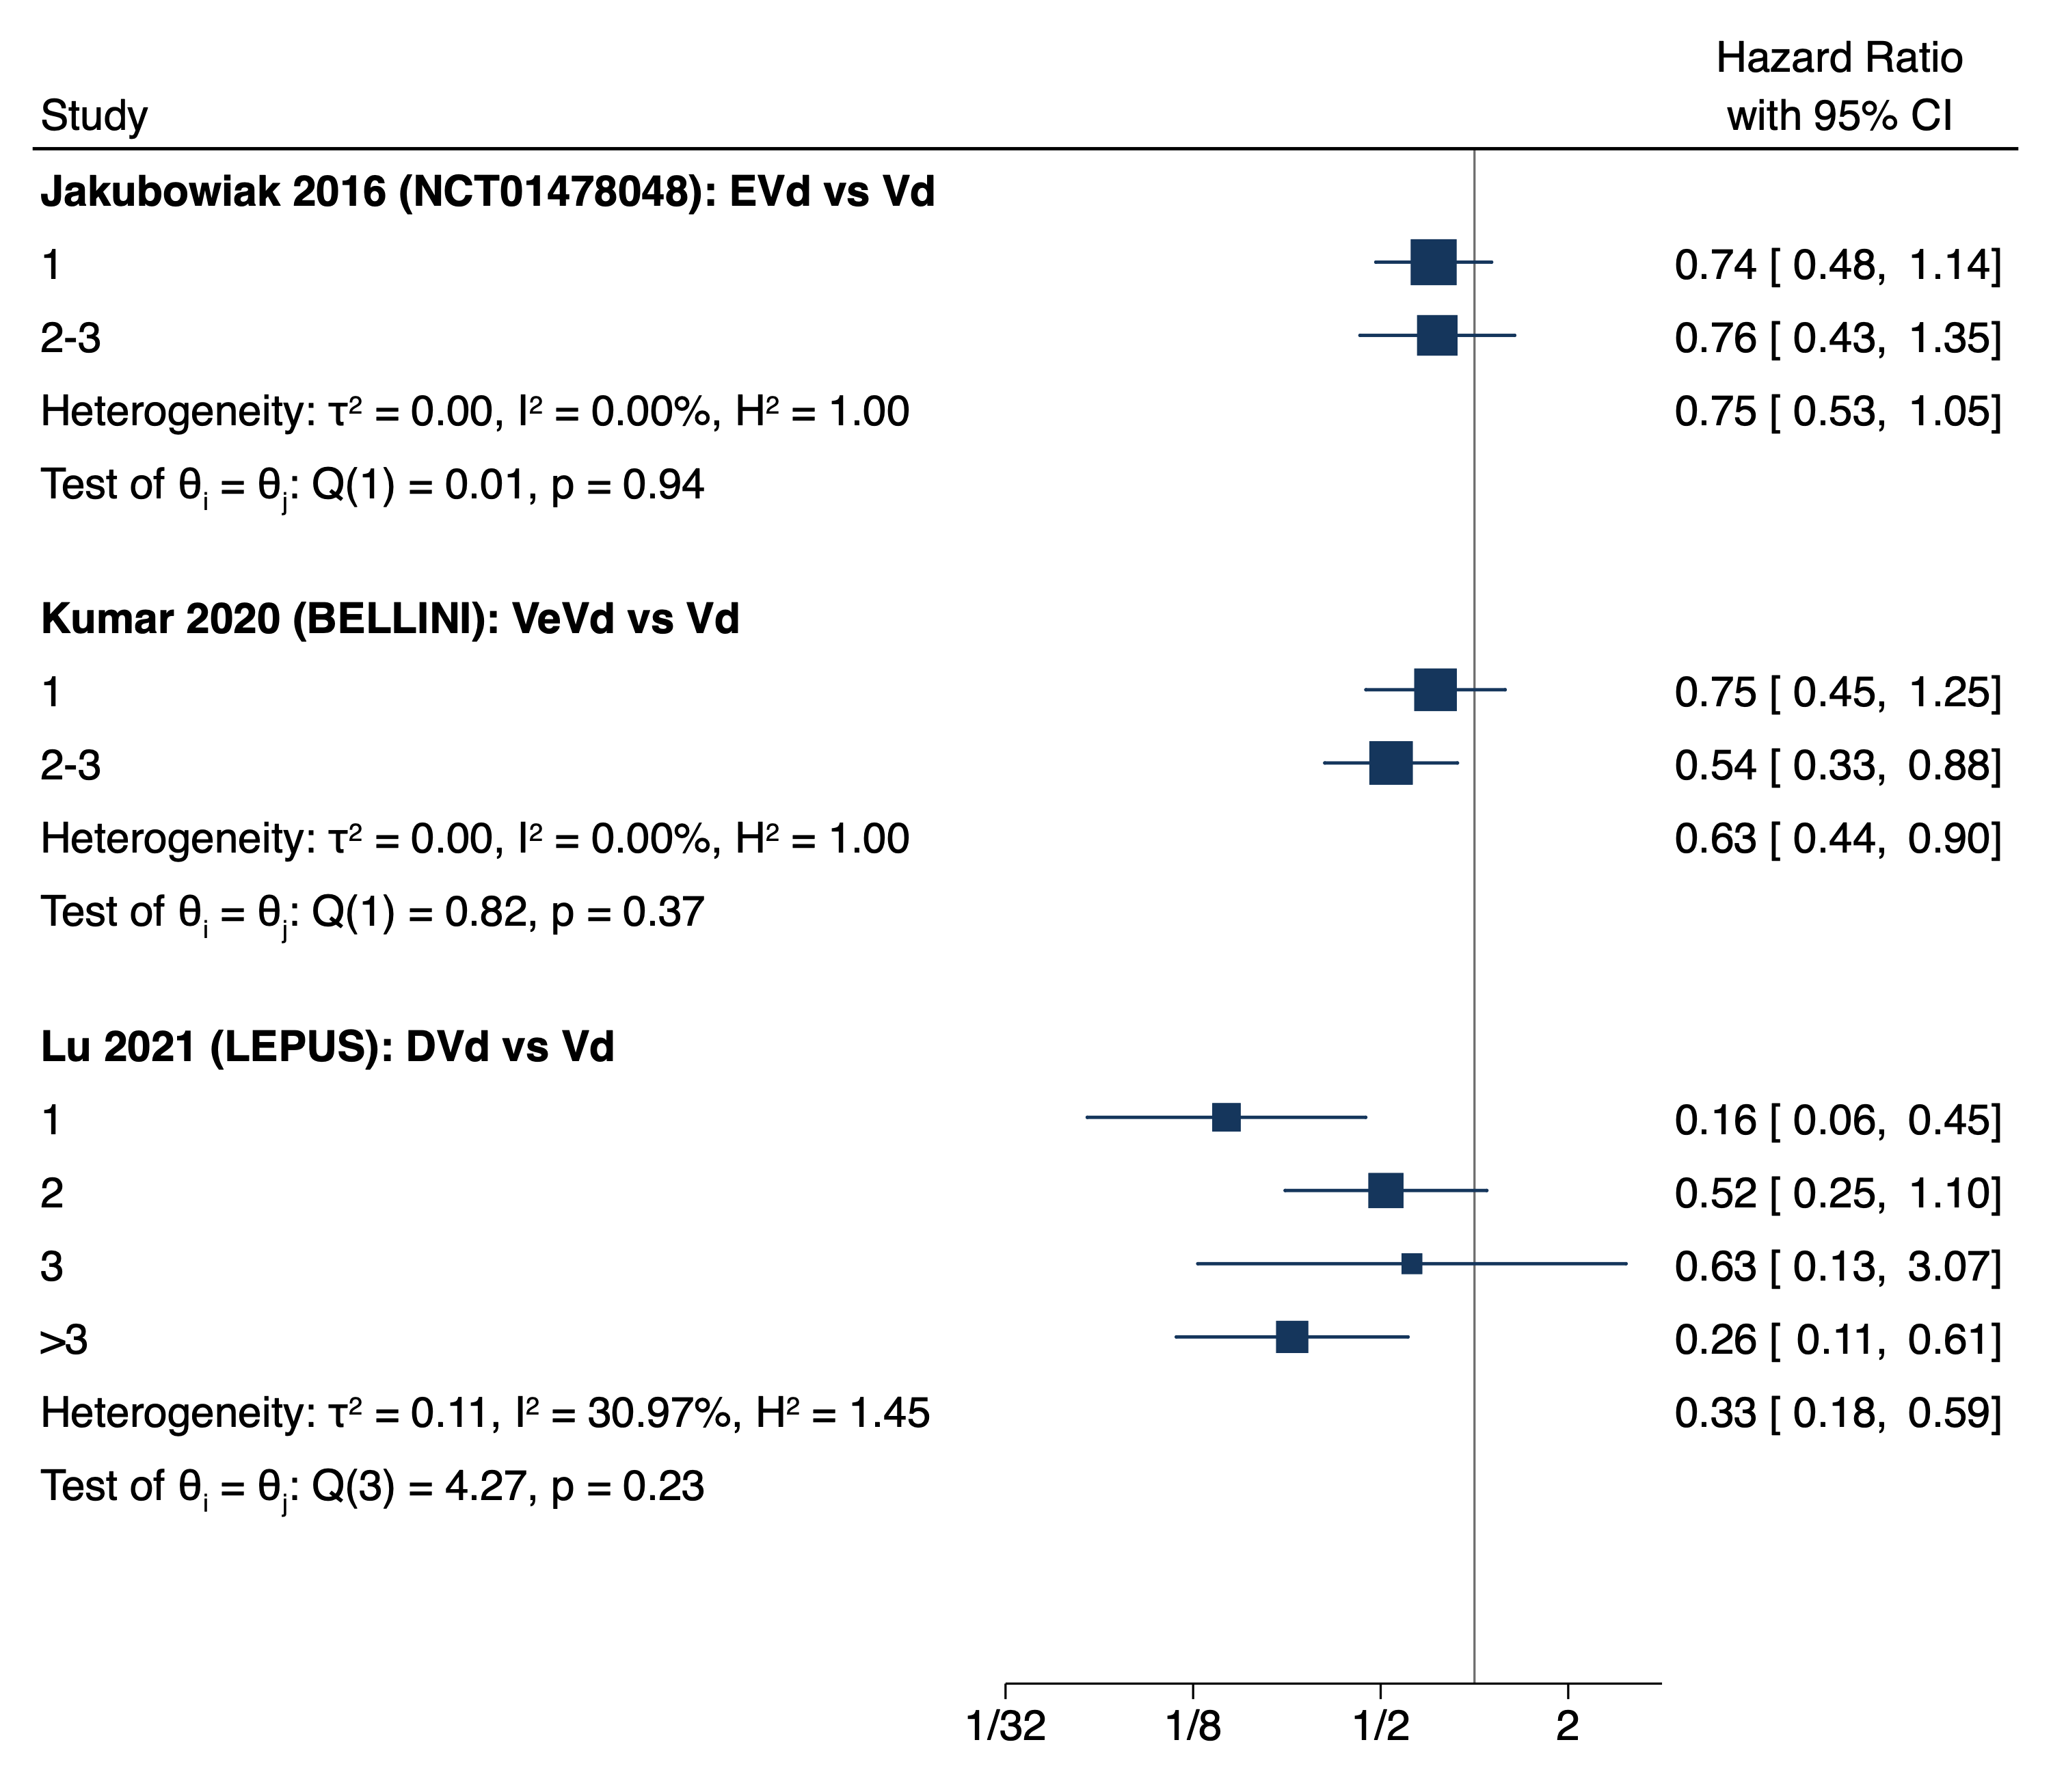 Hazard Ratio
Study with 95% CI
Jakubowiak 2016 (NCT01478048): EVd vs Vd
1 0.74 [ 0.48, 1.14]
2-3 0.76 [ 0.43, 1.35]
Heterogeneity: τ² = 0.00, I² = 0.00%, H² = 1.00 0.75 [ 0.53, 1.05]
Test of θi = θj: Q(1) = 0.01, p = 0.94
Kumar 2020 (BELLINI): VeVd vs Vd
1 0.75 [ 0.45, 1.25]
2-3 0.54 [ 0.33, 0.88]
Heterogeneity: τ² = 0.00, I² = 0.00%, H² = 1.00 0.63 [ 0.44, 0.90]
Test of θi = θj: Q(1) = 0.82, p = 0.37
Lu 2021 (LEPUS): DVd vs Vd
1 0.16 [ 0.06, 0.45]
2 0.52 [ 0.25, 1.10]
3 0.63 [ 0.13, 3.07]
>3 0.26 [ 0.11, 0.61]
Heterogeneity: τ² = 0.11, I² = 30.97%, H² = 1.45 0.33 [ 0.18, 0.59]
Test of θi = θj: Q(3) = 4.27, p = 0.23
1/32 1/8 1/2 2